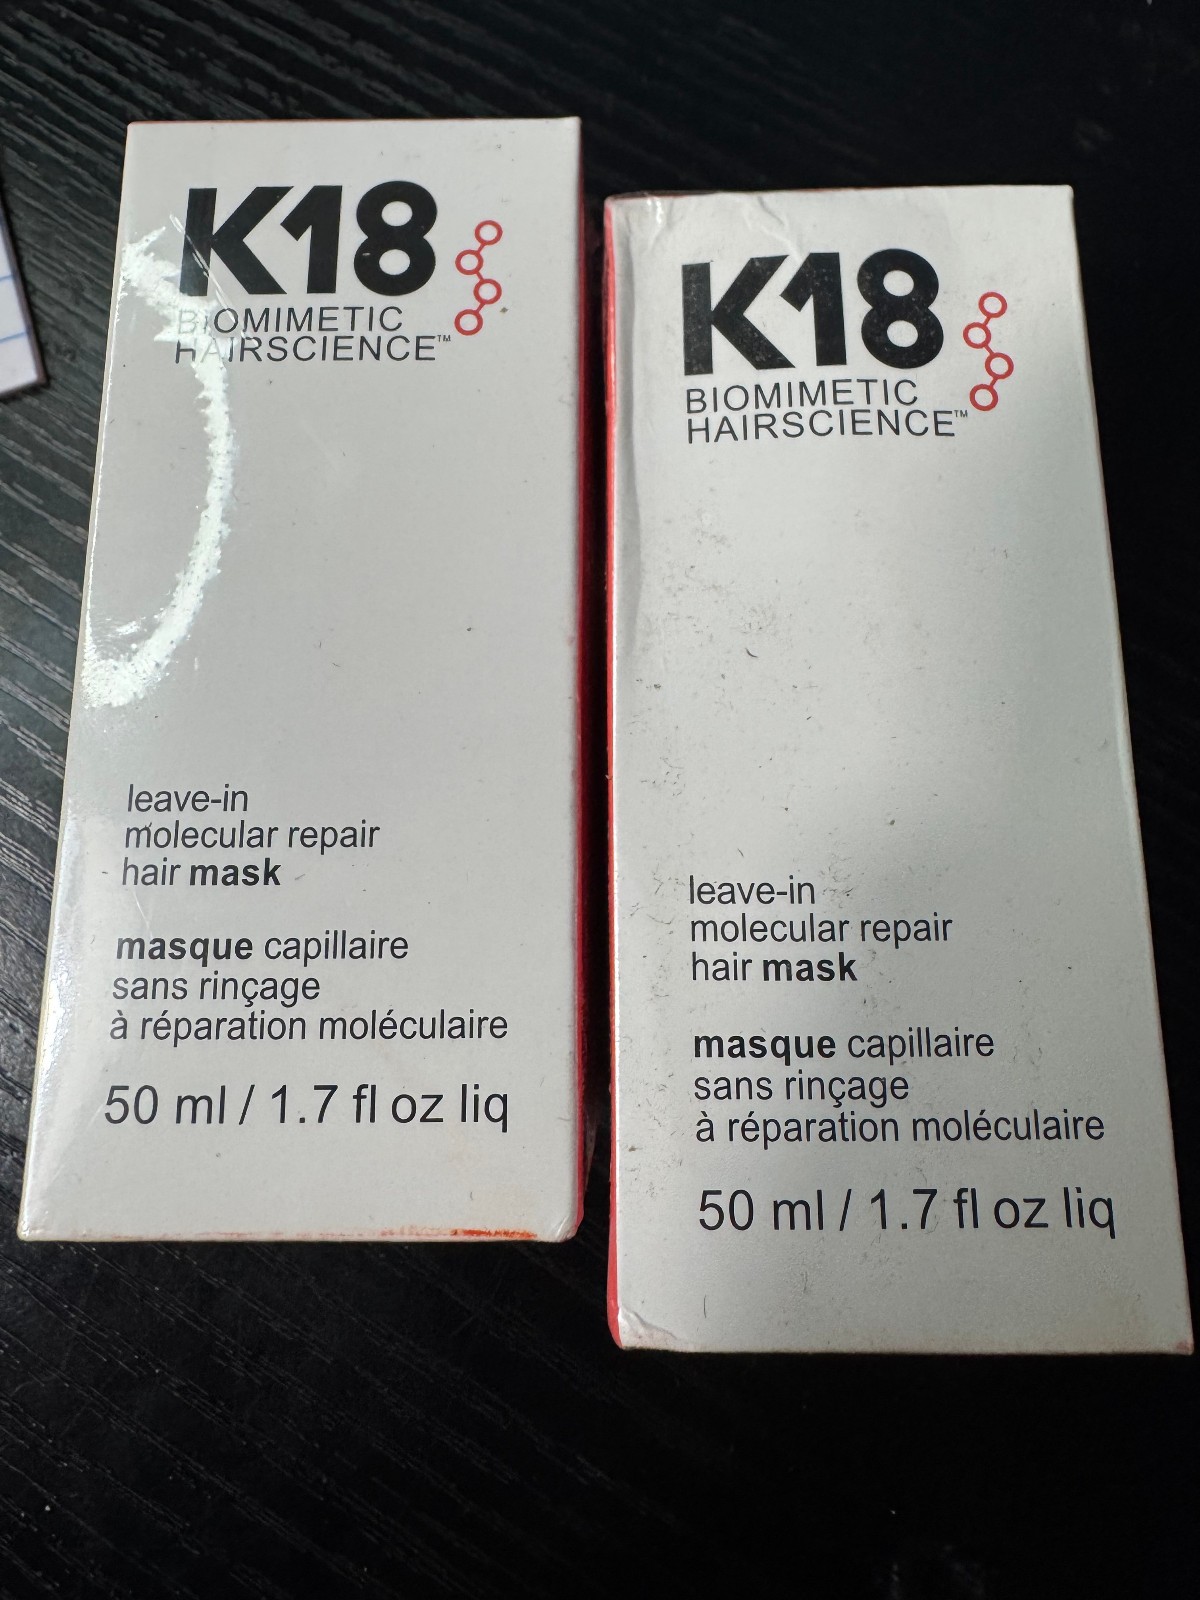 K18
BIOMIMETIC
HAIRSCIENCE™
leave-in
molecular repair
hair mask
masque capillaire
sans rinçage
à réparation moléculaire
50 ml / 1.7 fl oz liq
K18
BIOMIMETIC
HAIRSCIENCE™
leave-in
molecular repair
hair mask
masque capillaire
sans rinçage
à réparation moléculaire
50 ml / 1.7 fl oz liq